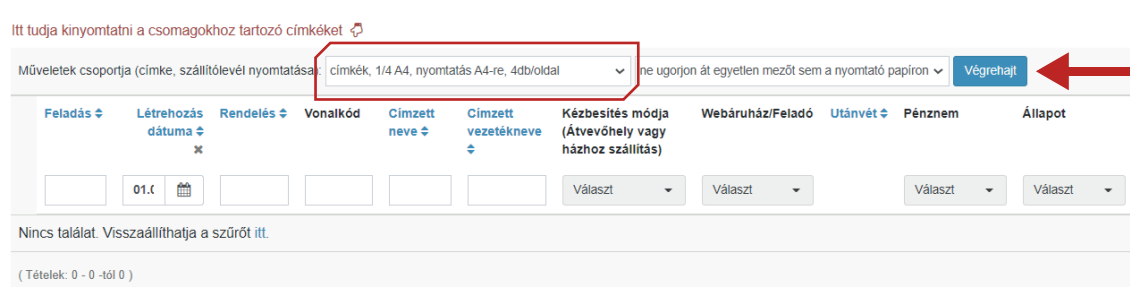 Itt tudja kinyomtatni a csomagokhoz tartozó címkéket
Műveletek csoportja (címke, szállítólevél nyomtatása): címkék, 1/4 A4, nyomtatás A4-re, 4db/oldal ne ugorjon át egyetlen mezőt sem a nyomtató papíron Végrehajt
Feladás Létrehozás dátuma Rendelés Vonalkód Címzett neve Címzett vezetékneve Kézbesítés módja (Átvevőhely vagy házhoz szállítás) Webáruház/Feladó Utánvét Pénznem Állapot
01.0 Választ Választ Választ Választ
Nincs találat. Visszaállíthatja a szűrőt itt.
( Tételek: 0 - 0 -tól 0 )